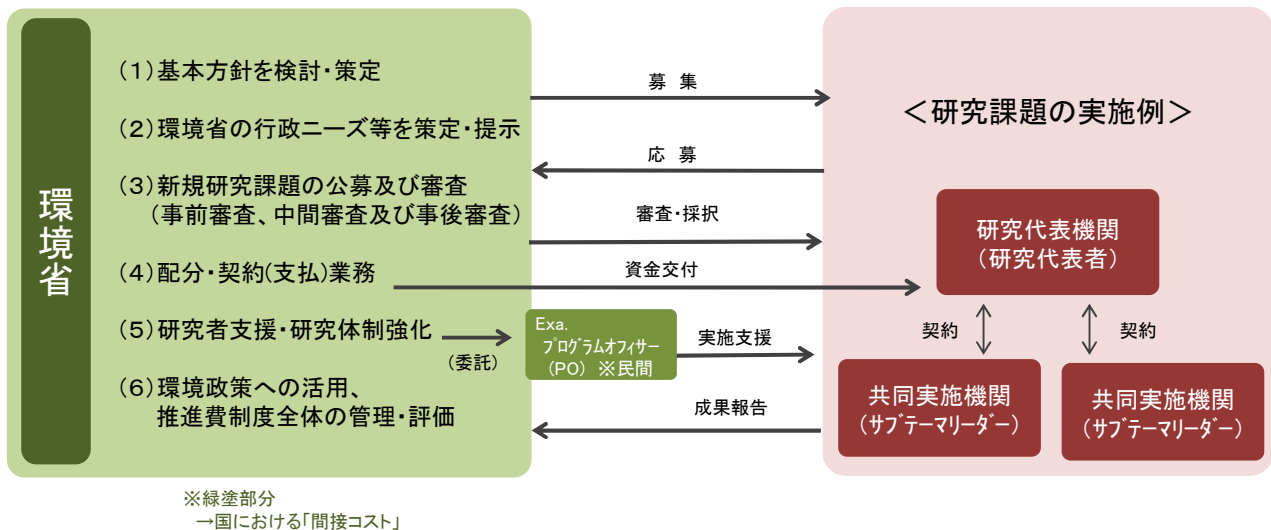 環境省
(1)基本方針を検討・策定
(2)環境省の行政ニーズ等を策定・提示
(3)新規研究課題の公募及び審査
(事前審査、中間審査及び事後審査)
(4)配分・契約(支払)業務
(5)研究者支援・研究体制強化
(6)環境政策への活用、
推進費制度全体の管理・評価
(委託)
Exa.
プログラムオフィサー
(PO) ※民間
募 集
応 募
審査・採択
資金交付
実施支援
成果報告
<研究課題の実施例>
研究代表機関
(研究代表者)
契約
契約
共同実施機関
(サブテーマリーダー)
共同実施機関
(サブテーマリーダー)
※緑塗部分
→国における「間接コスト」